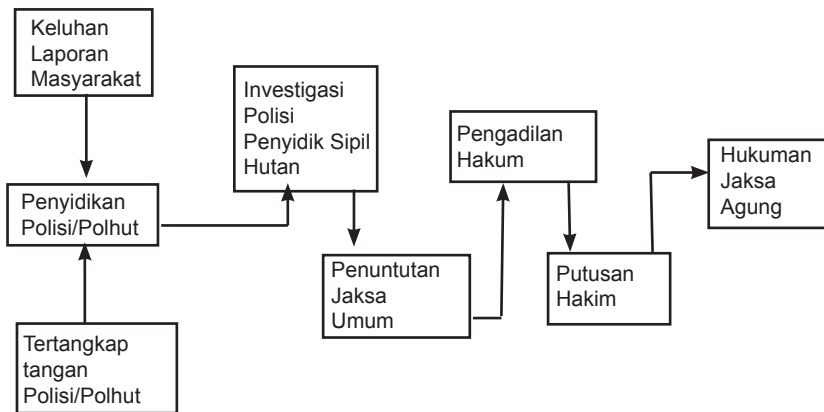 Keluhan
Laporan
Masyarakat
Penyidikan
Polisi/Polhut
Tertangkap
tangan
Polisi/Polhut
Investigasi
Polisi
Penyidik Sipil
Hutan
Penuntutan
Jaksa
Umum
Pengadilan
Hakum
Putusan
Hakim
Hukuman
Jaksa
Agung